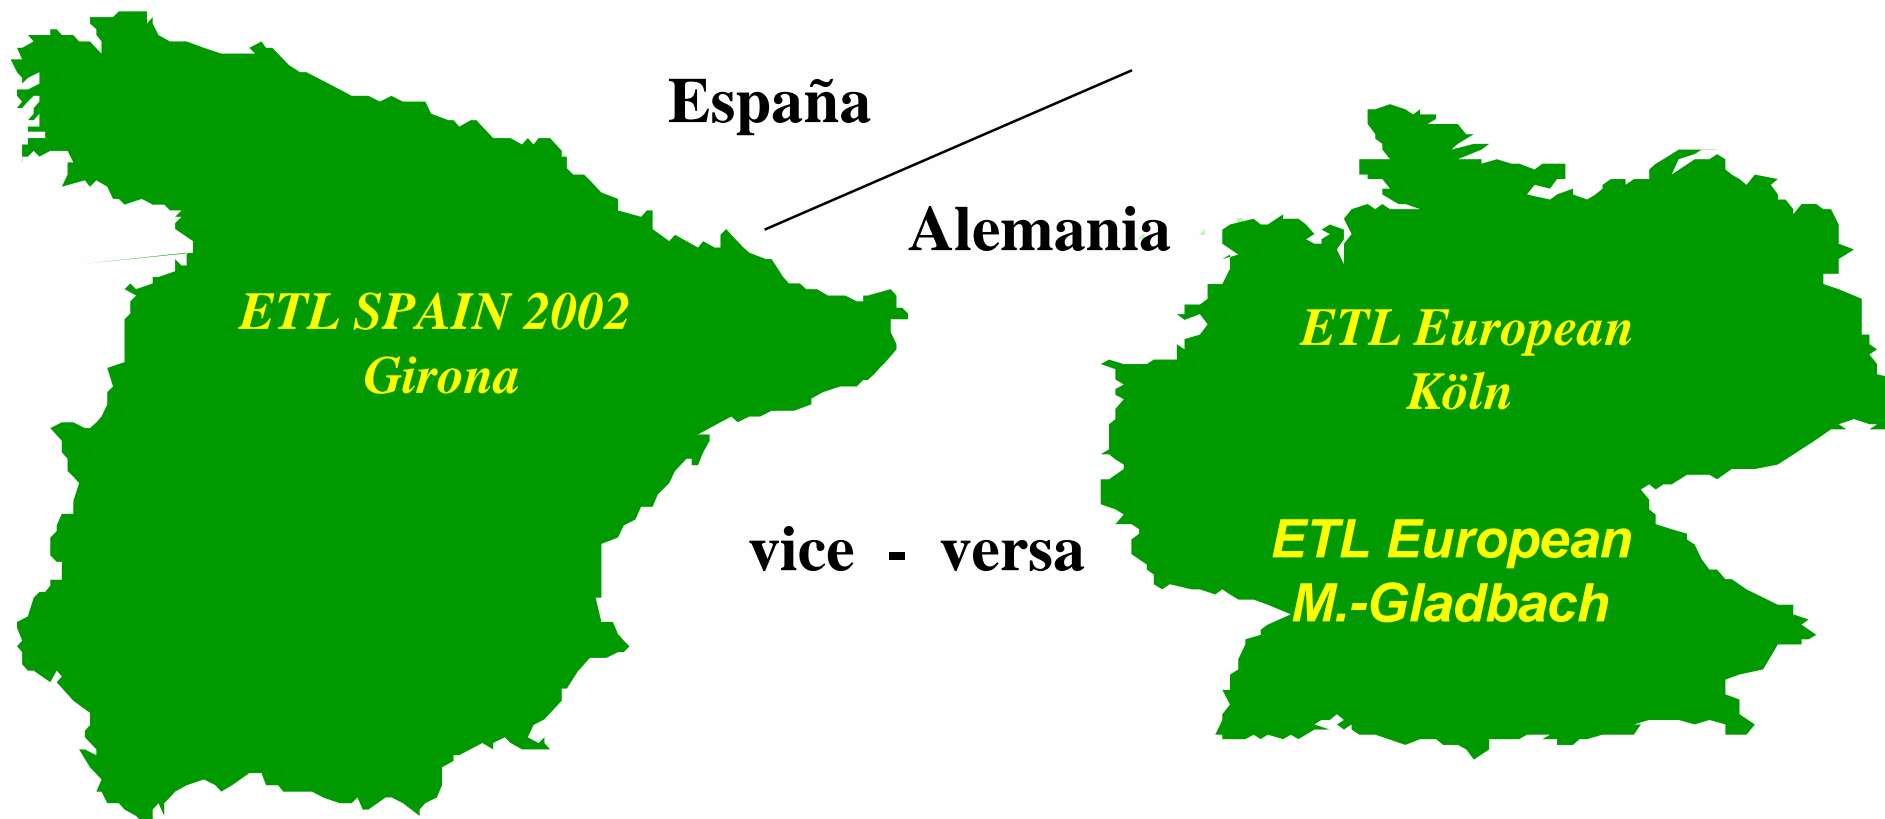 España
Alemania
ETL SPAIN 2002
Girona
ETL European
Köln
vice - versa
ETL European
M.-Gladbach